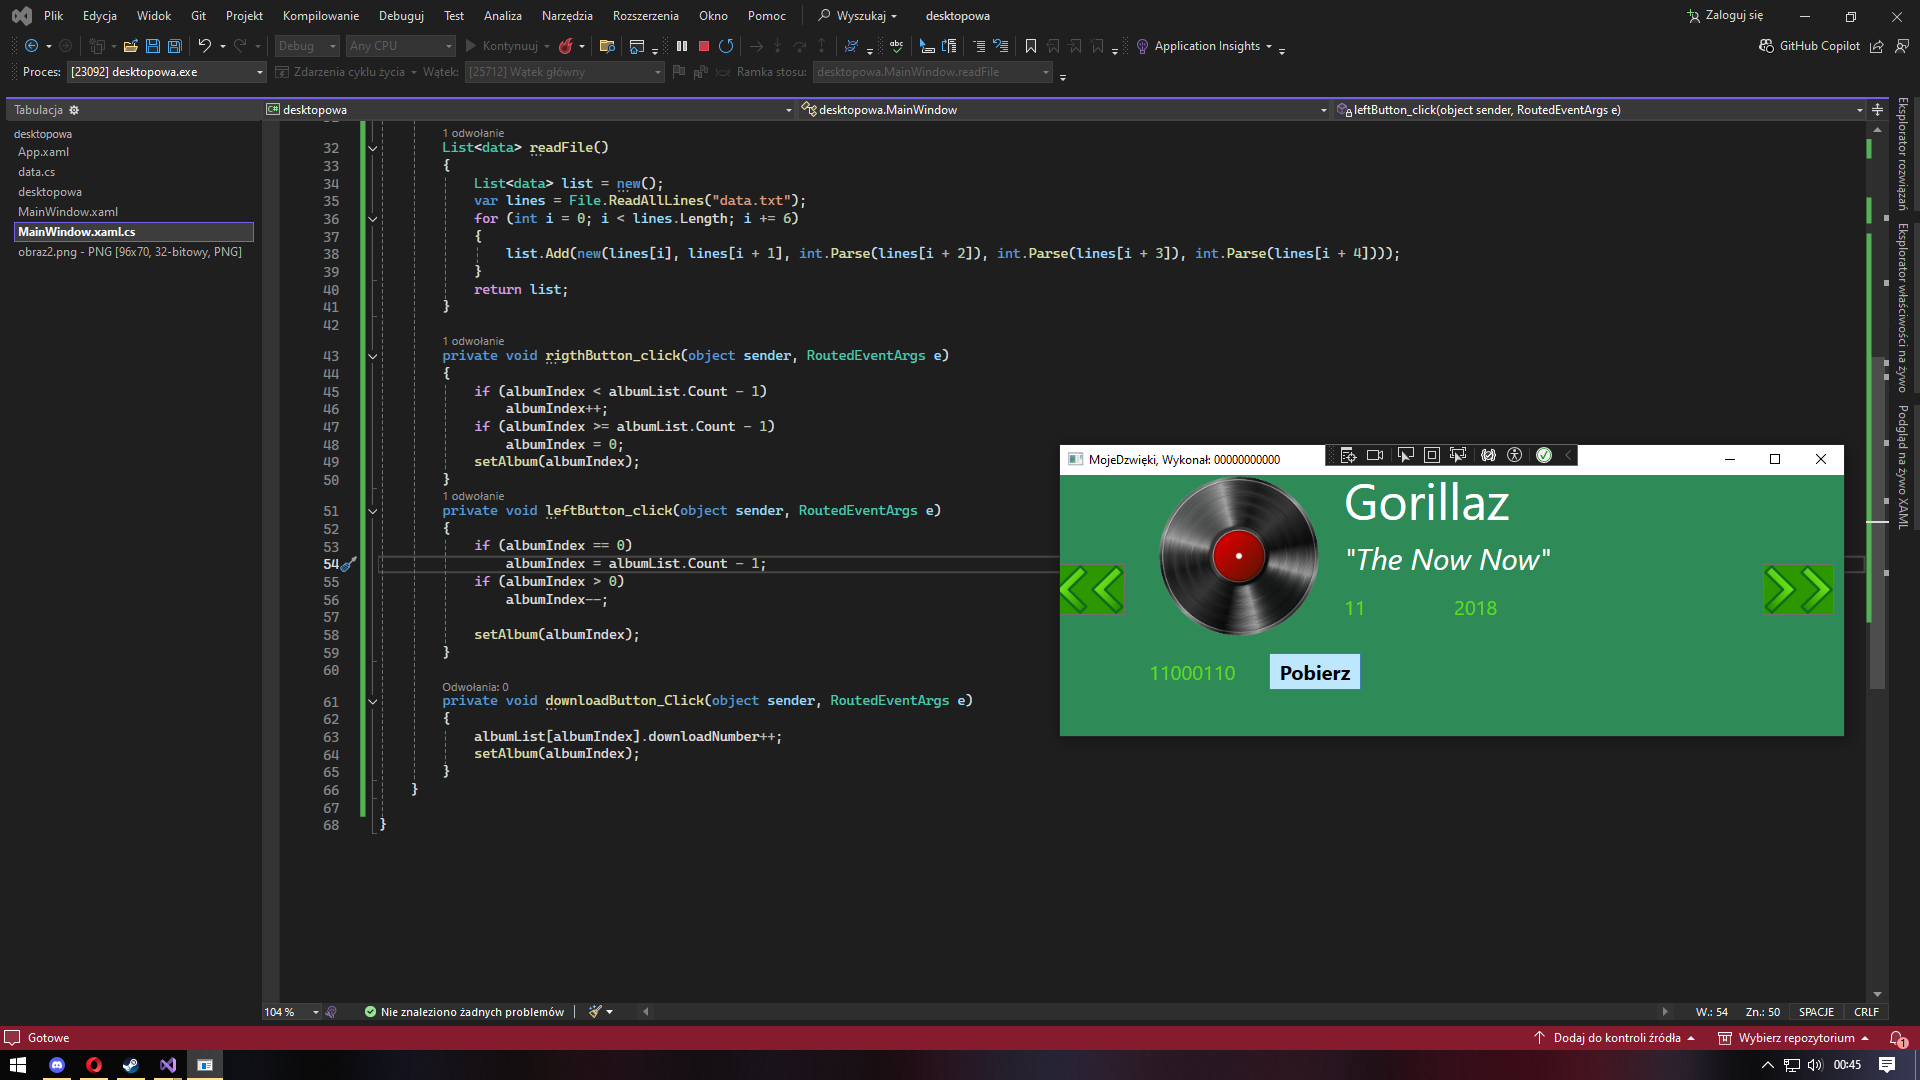 Plik Edycja Widok Git Projekt Kompilowanie Debuguj Test Analiza Narzędzia Rozszerzenia Okno Pomoc Wyszukaj desktopowa Zaloguj się
Debug Any CPU Kontynuuj Application Insights GitHub Copilot
Proces: [23092] desktopowa.exe Zdarzenia cyklu życia Wątek: [25712] Wątek główny Ramka stosu: desktopowa.MainWindow.readFile
Tabulacja
desktopowa
App.xaml
data.cs
desktopowa
MainWindow.xaml
MainWindow.xaml.cs
obraz2.png - PNG [96x70, 32-bitowy, PNG]
desktopowa desktopowa.MainWindow leftButton_click(object sender, RoutedEventArgs e)
1 odwołanie
32 List<data> readFile()
33 {
34 List<data> list = new();
35 var lines = File.ReadAllLines("data.txt");
36 for (int i = 0; i < lines.Length; i += 6)
37 {
38 list.Add(new(lines[i], lines[i + 1], int.Parse(lines[i + 2]), int.Parse(lines[i + 3]), int.Parse(lines[i + 4])));
39 }
40 return list;
41 }
42
1 odwołanie
43 private void rigthButton_click(object sender, RoutedEventArgs e)
44 {
45 if (albumIndex < albumList.Count - 1)
46 albumIndex++;
47 if (albumIndex >= albumList.Count - 1)
48 albumIndex = 0;
49 setAlbum(albumIndex);
50 }
1 odwołanie
51 private void leftButton_click(object sender, RoutedEventArgs e)
52 {
53 if (albumIndex == 0)
54 albumIndex = albumList.Count - 1;
55 if (albumIndex > 0)
56 albumIndex--;
57
58 setAlbum(albumIndex);
59 }
60
Odwołania: 0
61 private void downloadButton_Click(object sender, RoutedEventArgs e)
62 {
63 albumList[albumIndex].downloadNumber++;
64 setAlbum(albumIndex);
65 }
66 }
67
68 }
MojeDzwięki, Wykonał: 00000000000
Gorillaz
"The Now Now"
11 2018
11000110 Pobierz
Eksplorator rozwiązań
Eksplorator właściwości na żywo
Podgląd na żywo XAML
104 % Nie znaleziono żadnych problemów W.: 54 Zn.: 50 SPACJE CRLF
Gotowe Dodaj do kontroli źródła Wybierz repozytorium 1
00:45